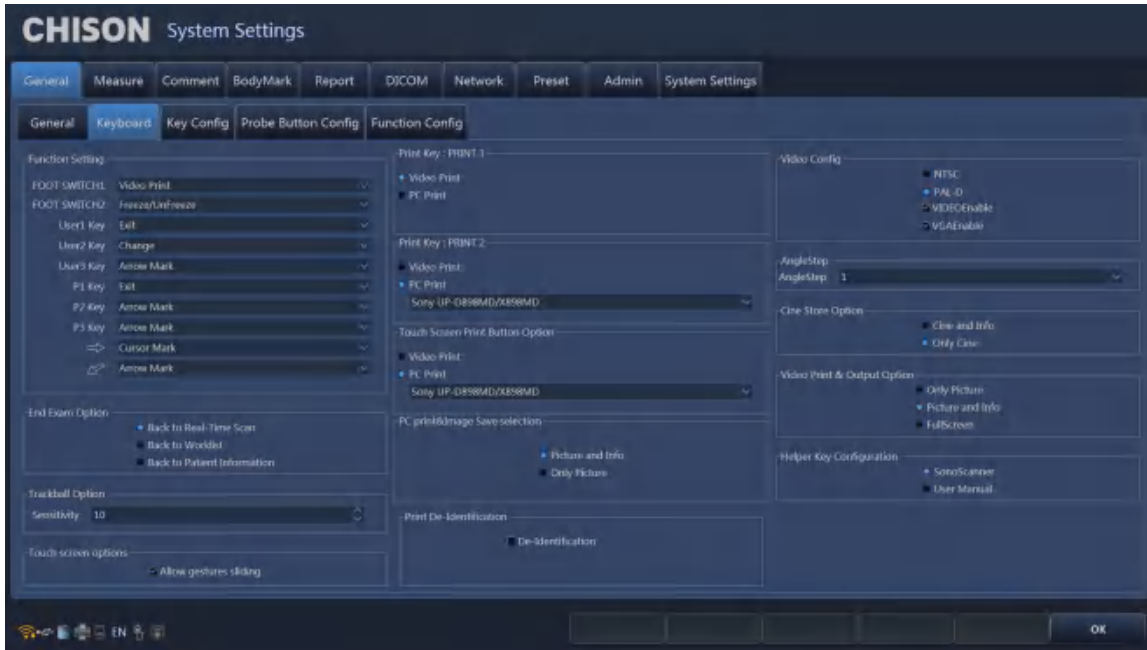 CHISON System Settings
General Measure Comment BodyMark Report DICOM Network Preset Admin System Settings
General Keyboard Key Config Probe Button Config Function Config
Function Setting
FOOT SWITCH1 Video Print
FOOT SWITCH2 Freeze/UnFreeze
User1 Key Exit
User2 Key Change
User3 Key Arrow Mark
P1 Key Exit
P2 Key Arrow Mark
P3 Key Arrow Mark
Cursor Mark
Arrow Mark
End Exam Option
Back to Real-Time Scan
Back to Worklist
Back to Patient Information
Trackball Option
Sensitivity 10
Touch screen options
Allow gestures sliding
Print Key : PRINT 1
Video Print
PC Print
Print Key : PRINT 2
Video Print
PC Print
Sony UP-D898MD/X898MD
Touch Screen Print Button Option
Video Print
PC Print
Sony UP-D898MD/X898MD
PC print&Image Save selection
Picture and Info
Only Picture
Print De-Identification
De-Identification
Video Config
NTSC
PAL-D
VIDEOEnable
VGAEnable
AngleStep
AngleStep 1
Cine Store Option
Cine and Info
Only Cine
Video Print & Output Option
Only Picture
Picture and Info
FullScreen
Helper Key Configuration
SonoScanner
User Manual
EN
OK